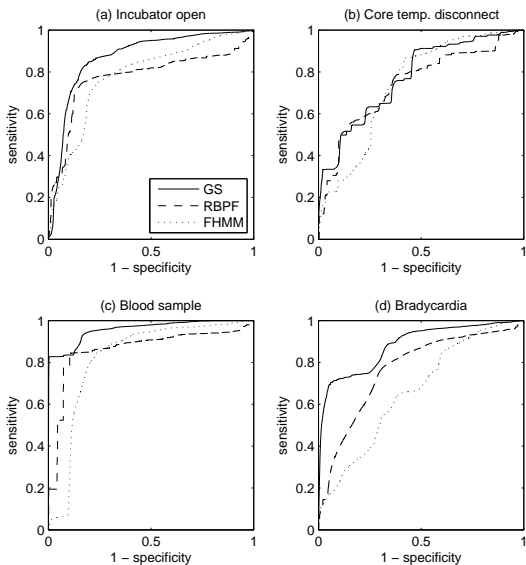 (a) Incubator open
1
0.8
0.6
0.4
0.2
0
sensitivity
0
0.5
1
1 − specificity
GS
RBPF
FHMM
(b) Core temp. disconnect
1
0.8
0.6
0.4
0.2
0
sensitivity
0
0.5
1
1 − specificity
(c) Blood sample
1
0.8
0.6
0.4
0.2
0
sensitivity
0
0.5
1
1 − specificity
(d) Bradycardia
1
0.8
0.6
0.4
0.2
0
sensitivity
0
0.5
1
1 − specificity